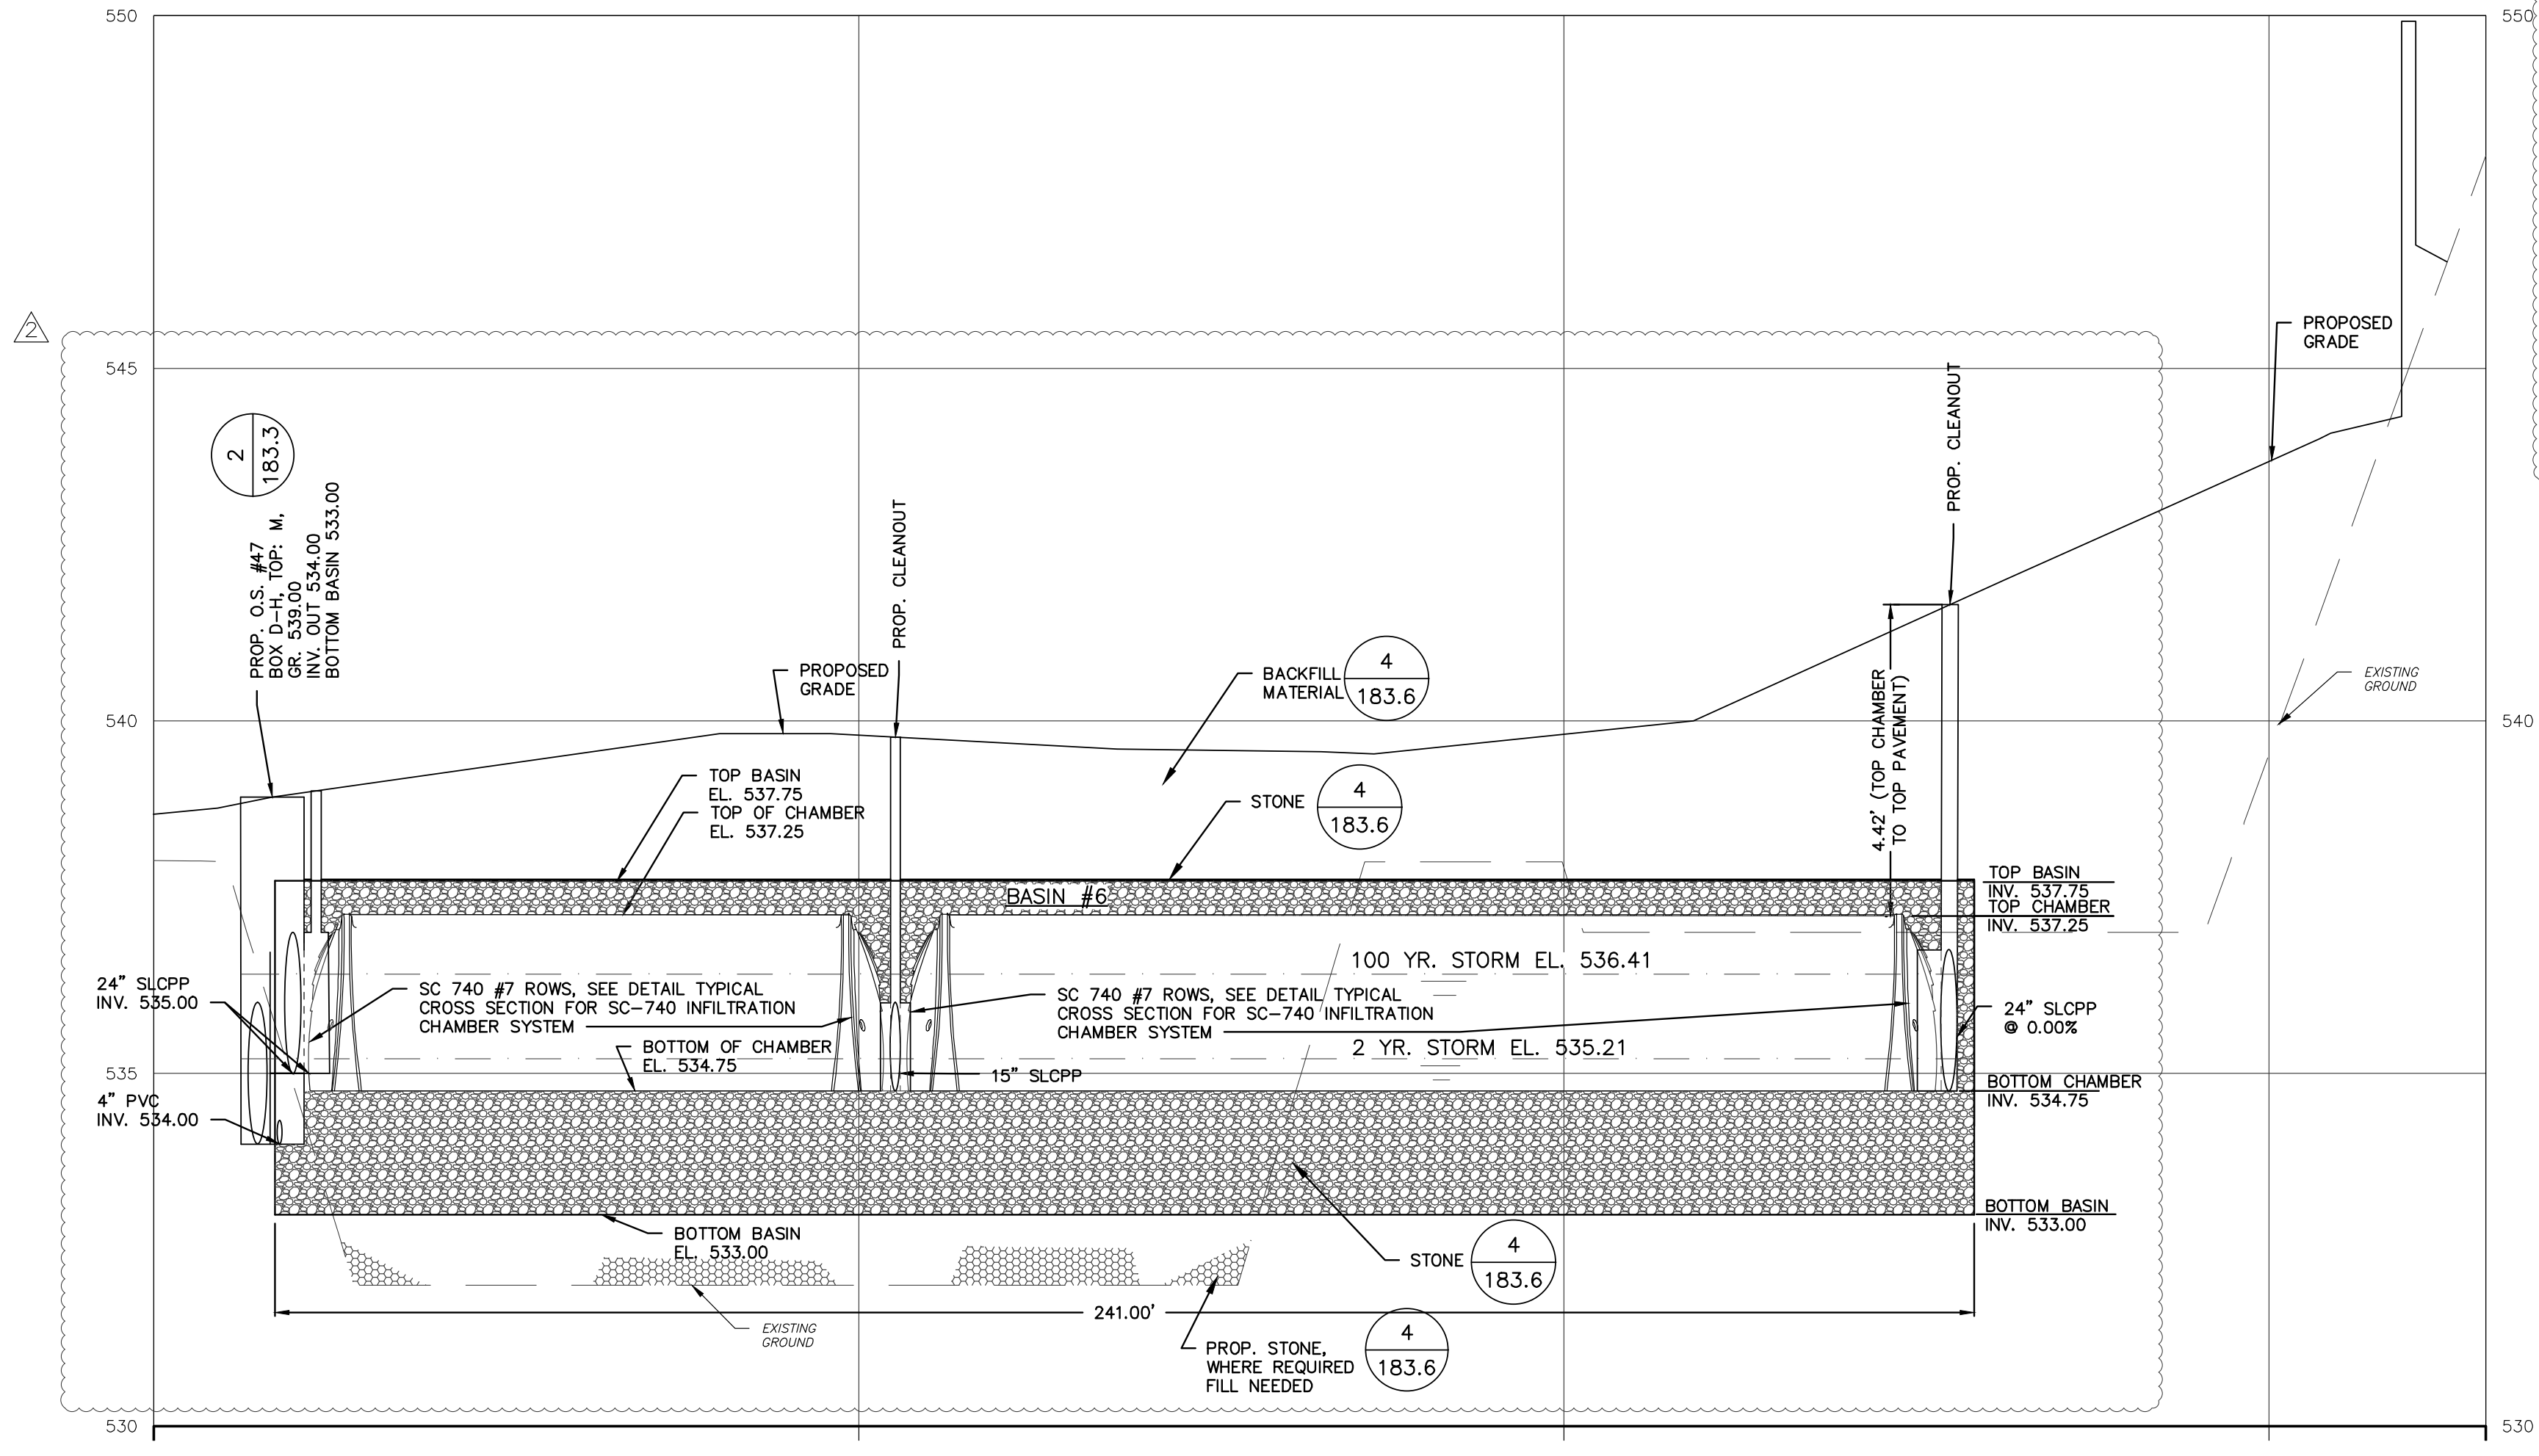 550
550
545
540
540
530
530
535
2
2
183.3
PROP. O.S. #47
BOX D-H, TOP: M,
GR. 539.00
INV. OUT 534.00
BOTTOM BASIN 533.00
PROP. CLEANOUT
PROP. CLEANOUT
PROPOSED
GRADE
PROPOSED
GRADE
BACKFILL
MATERIAL
4
183.6
EXISTING
GROUND
4.42' (TOP CHAMBER
TO TOP PAVEMENT)
TOP BASIN
EL. 537.75
TOP OF CHAMBER
EL. 537.25
STONE
4
183.6
BASIN #6
TOP BASIN
INV. 537.75
TOP CHAMBER
INV. 537.25
100 YR. STORM EL. 536.41
24" SLCPP
INV. 535.00
SC 740 #7 ROWS, SEE DETAIL TYPICAL
CROSS SECTION FOR SC-740 INFILTRATION
CHAMBER SYSTEM
SC 740 #7 ROWS, SEE DETAIL TYPICAL
CROSS SECTION FOR SC-740 INFILTRATION
CHAMBER SYSTEM
24" SLCPP
@ 0.00%
BOTTOM OF CHAMBER
EL. 534.75
2 YR. STORM EL. 535.21
15" SLCPP
4" PVC
INV. 534.00
BOTTOM CHAMBER
INV. 534.75
BOTTOM BASIN
INV. 533.00
BOTTOM BASIN
EL. 533.00
STONE
4
183.6
241.00'
EXISTING
GROUND
PROP. STONE,
WHERE REQUIRED
FILL NEEDED
4
183.6